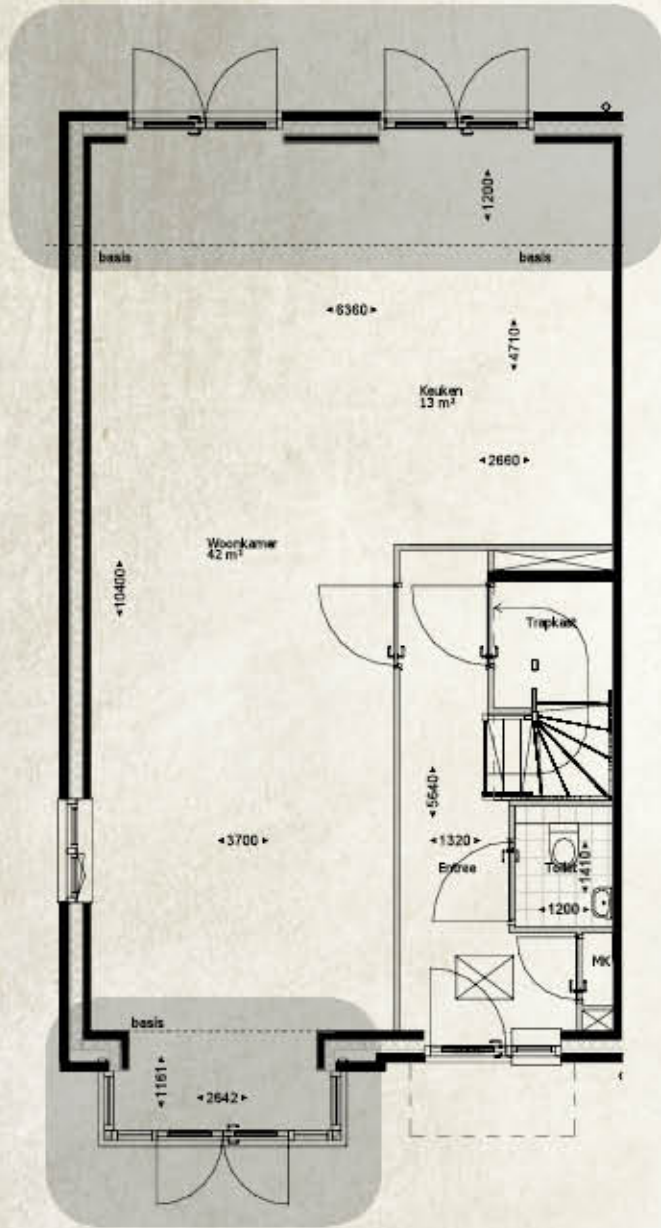 1200
basis
basis
6360
4710
Keuken
13 m²
2660
Woonkamer
42 m²
10400
Trapkast
5640
3700
1320
1410
Entree
Toilet
1200
MK
basis
1161
2642